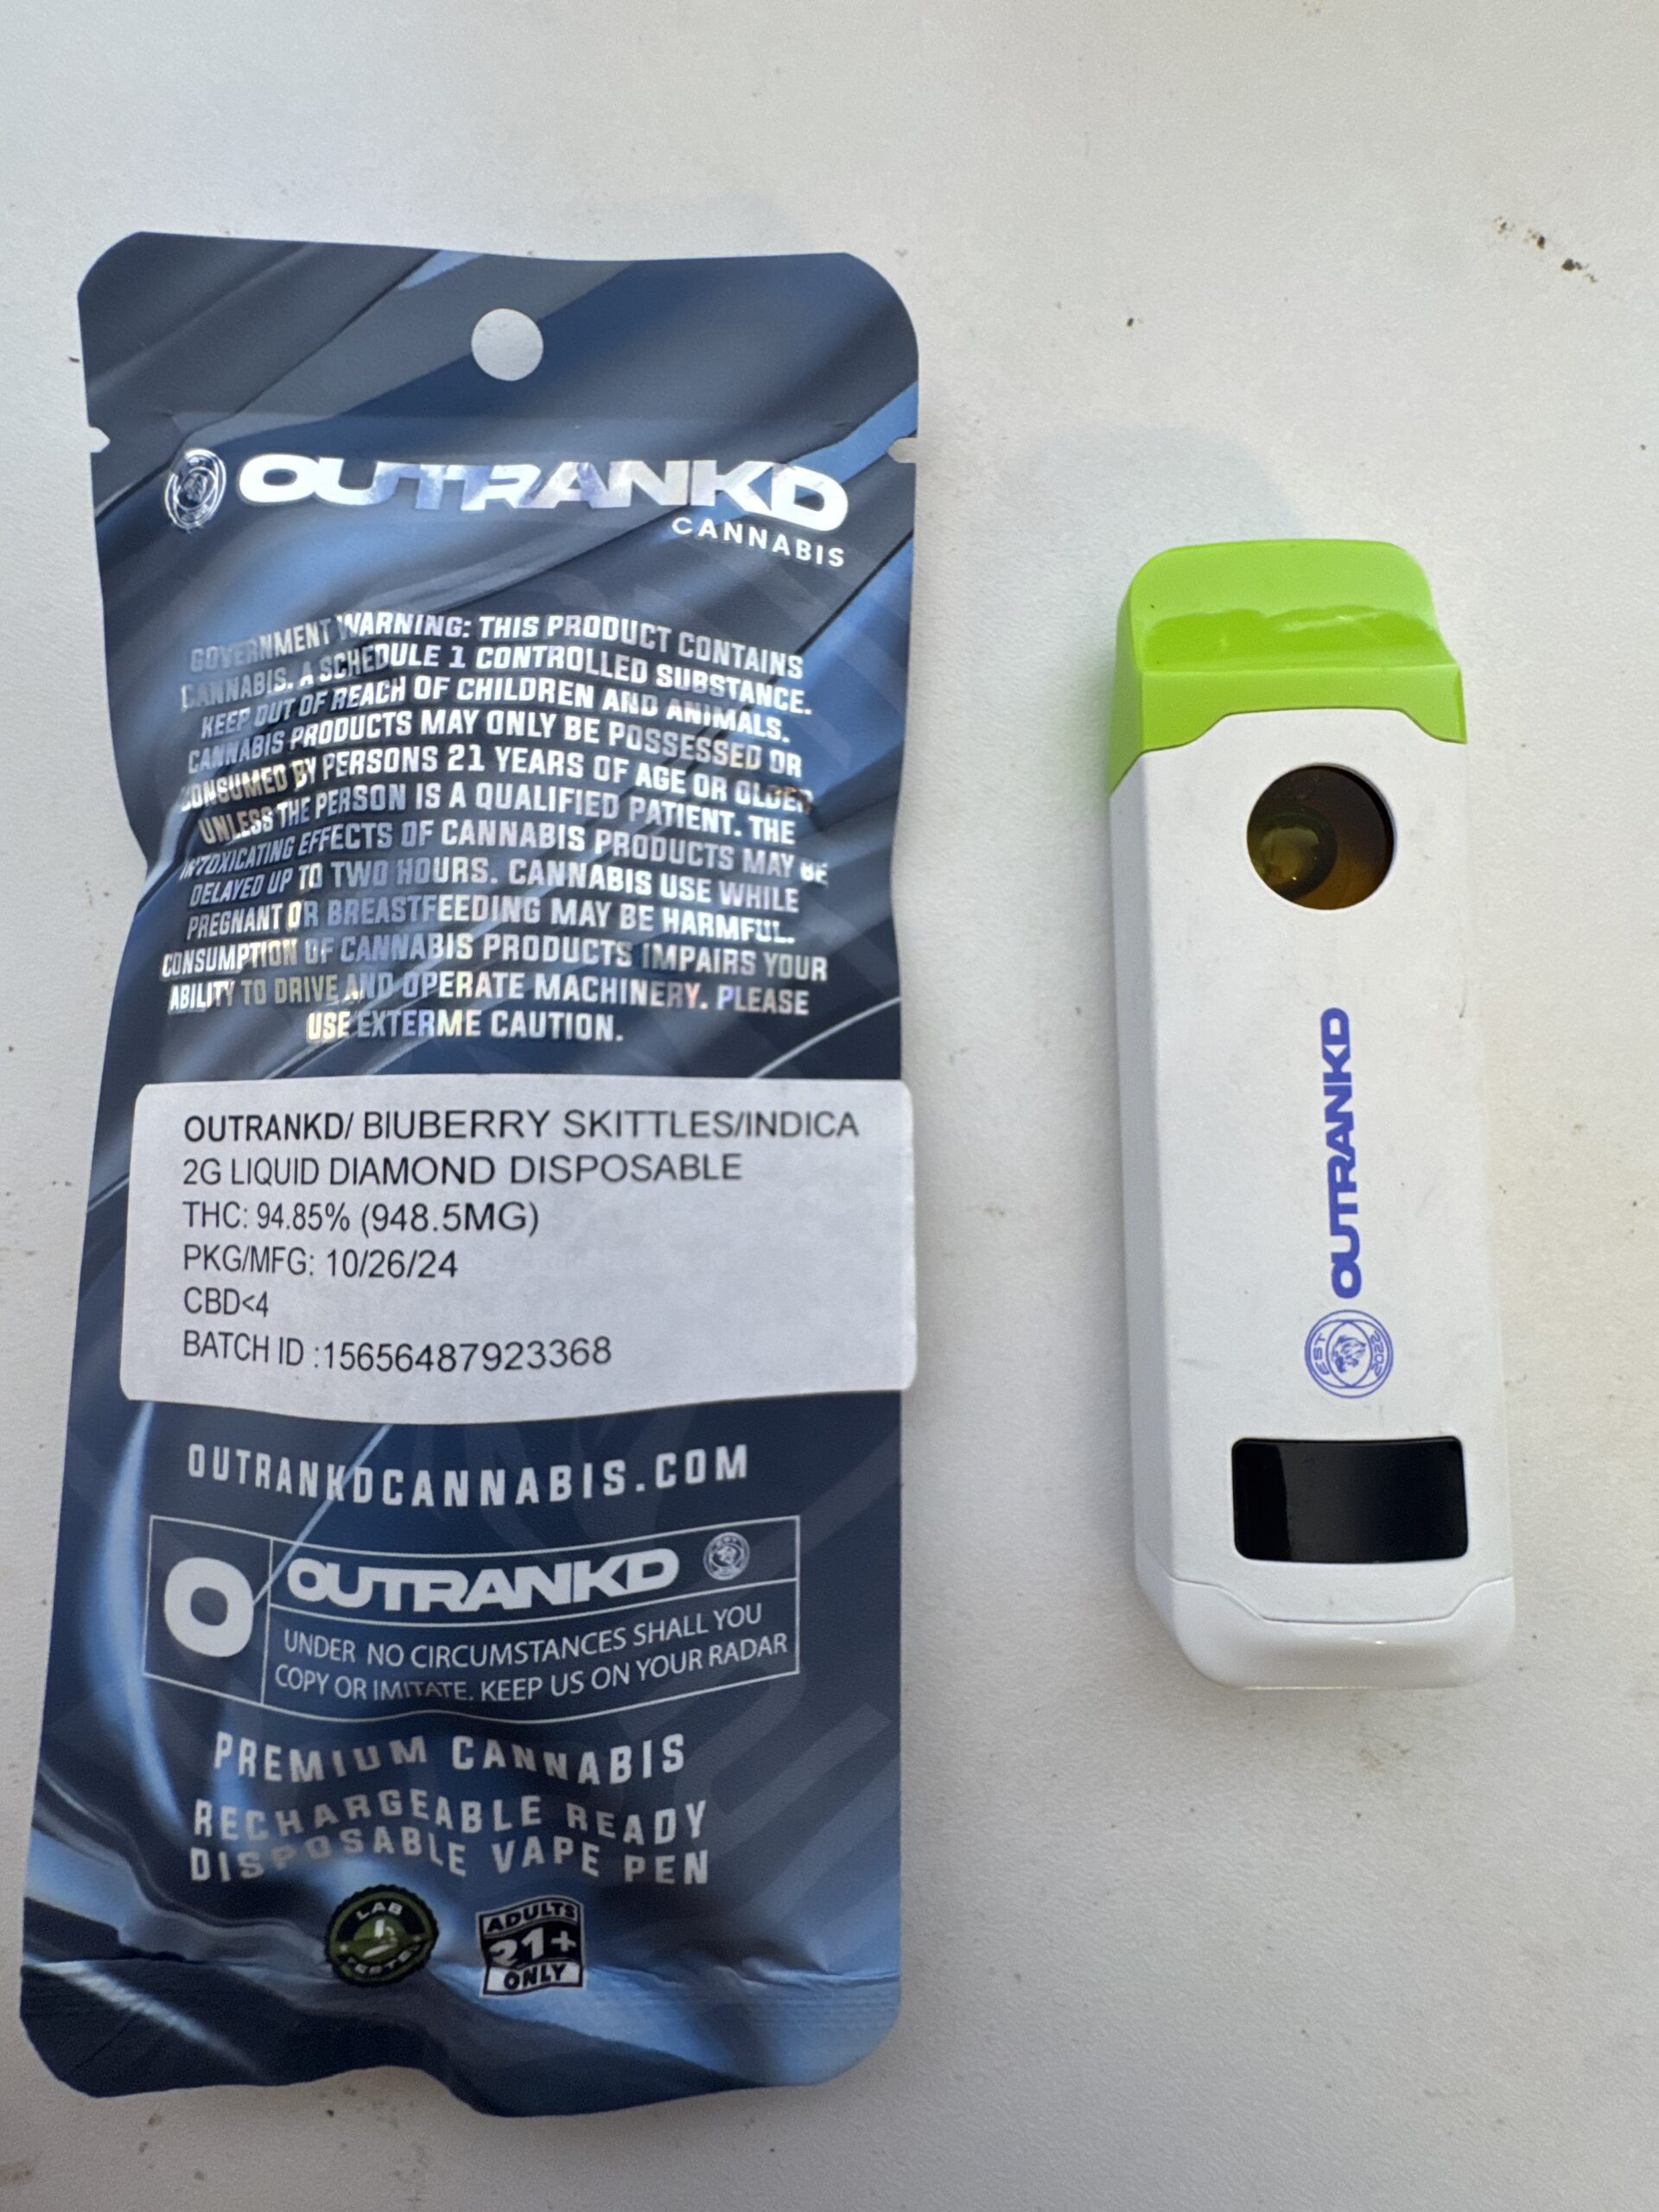 OUTRANKD
CANNABIS
GOVERNMENT WARNING: THIS PRODUCT CONTAINS
CANNABIS. A SCHEDULE 1 CONTROLLED SUBSTANCE.
KEEP OUT OF REACH OF CHILDREN AND ANIMALS.
CANNABIS PRODUCTS MAY ONLY BE POSSESSED OR
CONSUMED BY PERSONS 21 YEARS OF AGE OR OLDER
UNLESS THE PERSON IS A QUALIFIED PATIENT. THE
INTOXICATING EFFECTS OF CANNABIS PRODUCTS MAY BE
DELAYED UP TO TWO HOURS. CANNABIS USE WHILE
PREGNANT OR BREASTFEEDING MAY BE HARMFUL.
CONSUMPTION OF CANNABIS PRODUCTS IMPAIRS YOUR
ABILITY TO DRIVE AND OPERATE MACHINERY. PLEASE
USE EXTERME CAUTION.
OUTRANKD/ BIUBERRY SKITTLES/INDICA
2G LIQUID DIAMOND DISPOSABLE
THC: 94.85% (948.5MG)
PKG/MFG: 10/26/24
CBD<4
BATCH ID :15656487923368
OUTRANKDCANNABIS.COM
O
OUTRANKD
UNDER NO CIRCUMSTANCES SHALL YOU
COPY OR IMITATE. KEEP US ON YOUR RADAR
PREMIUM CANNABIS
RECHARGEABLE READY
DISPOSABLE VAPE PEN
LAB
TESTED
ADULTS
21+
ONLY
OUTRANKD
EST
2022